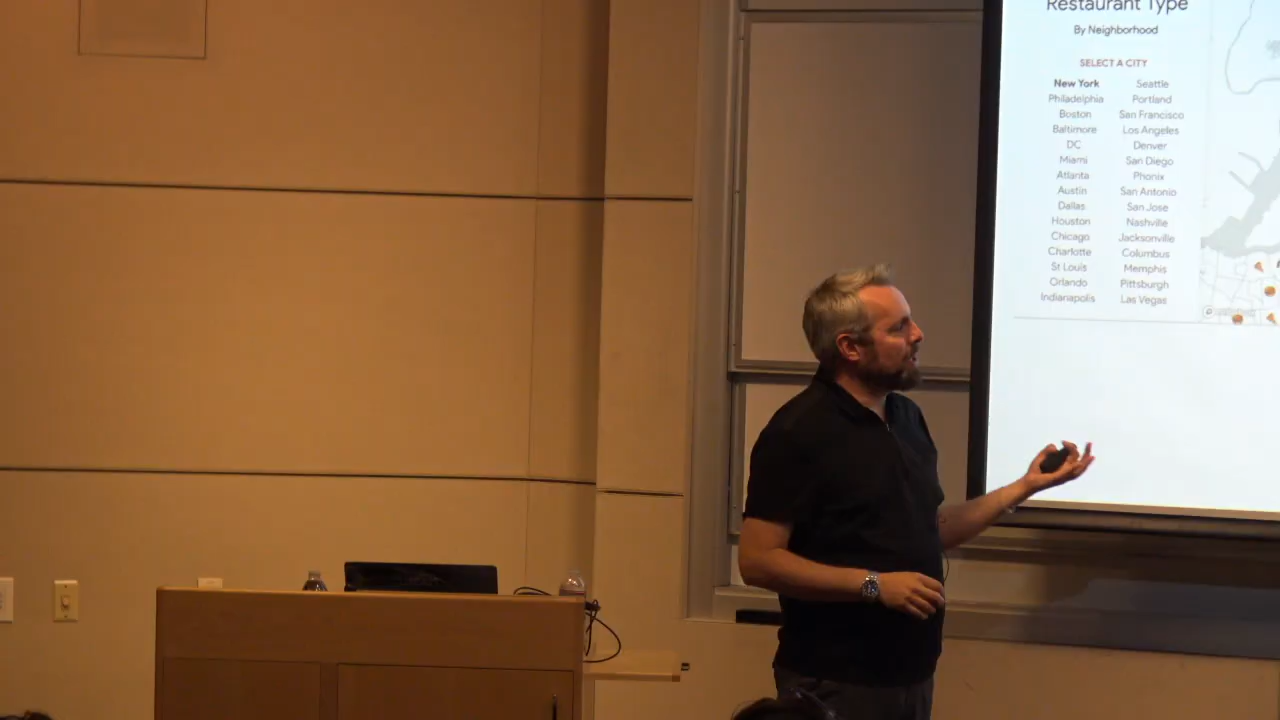 Restaurant Type
By Neighborhood
SELECT A CITY
New York Seattle
Philadelphia Portland
Boston San Francisco
Baltimore Los Angeles
DC Denver
Miami San Diego
Atlanta Phonix
Austin San Antonio
Dallas San Jose
Houston Nashville
Chicago Jacksonville
Charlotte Columbus
St Louis Memphis
Orlando Pittsburgh
Indianapolis Las Vegas